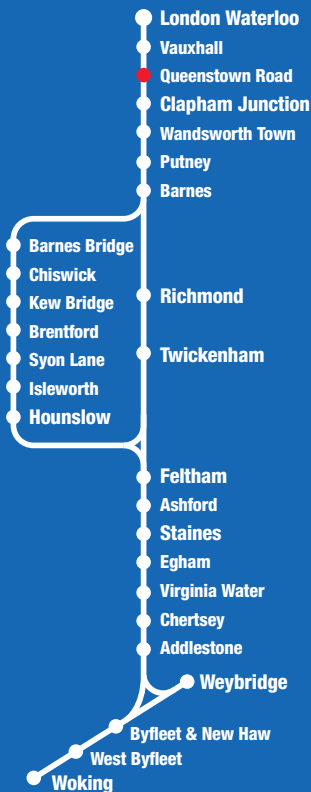 London Waterloo
Vauxhall
Queenstown Road
Clapham Junction
Wandsworth Town
Putney
Barnes
Barnes Bridge
Chiswick
Kew Bridge
Brentford
Syon Lane
Isleworth
Hounslow
Richmond
Twickenham
Feltham
Ashford
Staines
Egham
Virginia Water
Chertsey
Addlestone
Weybridge
Byfleet & New Haw
West Byfleet
Woking